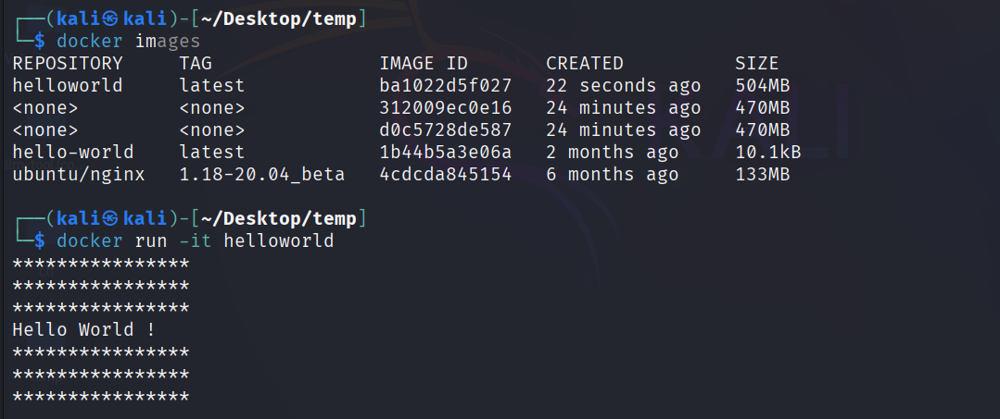 ┌──(kali㉿kali)-[~/Desktop/temp]
└─$ docker images
REPOSITORY     TAG               IMAGE ID       CREATED          SIZE
helloworld     latest            ba1022d5f027   22 seconds ago   504MB
<none>         <none>            312009ec0e16   24 minutes ago   470MB
<none>         <none>            d0c5728de587   24 minutes ago   470MB
hello-world    latest            1b44b5a3e06a   2 months ago     10.1kB
ubuntu/nginx   1.18-20.04_beta   4cdcda845154   6 months ago     133MB
┌──(kali㉿kali)-[~/Desktop/temp]
└─$ docker run -it helloworld
****************
****************
****************
Hello World !
****************
****************
****************
KALI